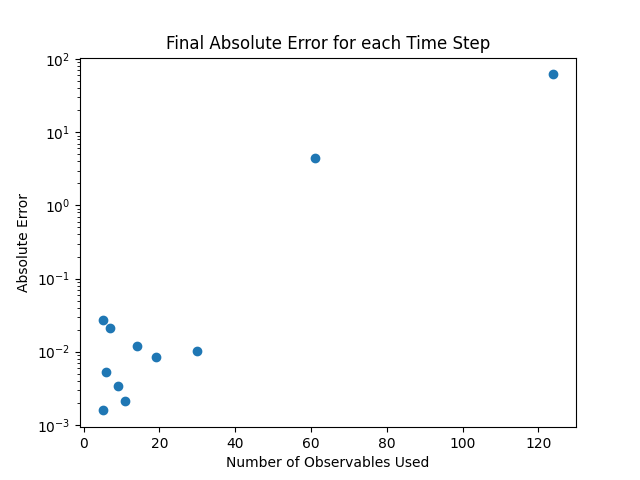 Final Absolute Error for each Time Step
10²
10¹
10⁰
10⁻¹
10⁻²
10⁻³
Absolute Error
0 20 40 60 80 100 120
Number of Observables Used